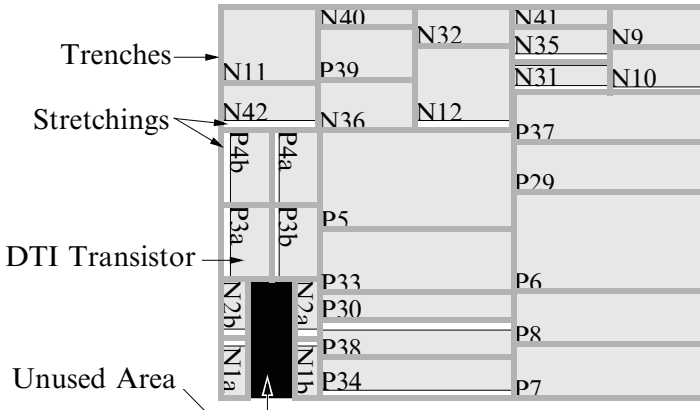 N40
N41
N32
N9
N35
Trenches
N11
P39
N31
N10
Stretchings
N42
N36
N12
P37
P4b
P4a
P29
P3a
P3b
P5
DTI Transistor
P33
P6
N2b
N2a
P30
P8
P38
N1a
N1b
P34
P7
Unused Area